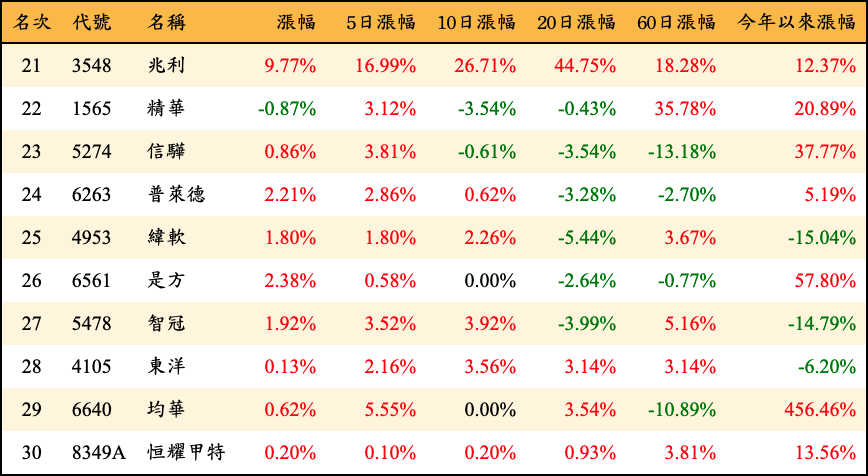 名次 代號 名稱 漲幅 5日漲幅 10日漲幅 20日漲幅 60日漲幅 今年以來漲幅
21 3548 兆利 9.77% 16.99% 26.71% 44.75% 18.28% 12.37%
22 1565 精華 -0.87% 3.12% -3.54% -0.43% 35.78% 20.89%
23 5274 信驊 0.86% 3.81% -0.61% -3.54% -13.18% 37.77%
24 6263 普萊德 2.21% 2.86% 0.62% -3.28% -2.70% 5.19%
25 4953 緯軟 1.80% 1.80% 2.26% -5.44% 3.67% -15.04%
26 6561 是方 2.38% 0.58% 0.00% -2.64% -0.77% 57.80%
27 5478 智冠 1.92% 3.52% 3.92% -3.99% 5.16% -14.79%
28 4105 東洋 0.13% 2.16% 3.56% 3.14% 3.14% -6.20%
29 6640 均華 0.62% 5.55% 0.00% 3.54% -10.89% 456.46%
30 8349A 恒耀甲特 0.20% 0.10% 0.20% 0.93% 3.81% 13.56%